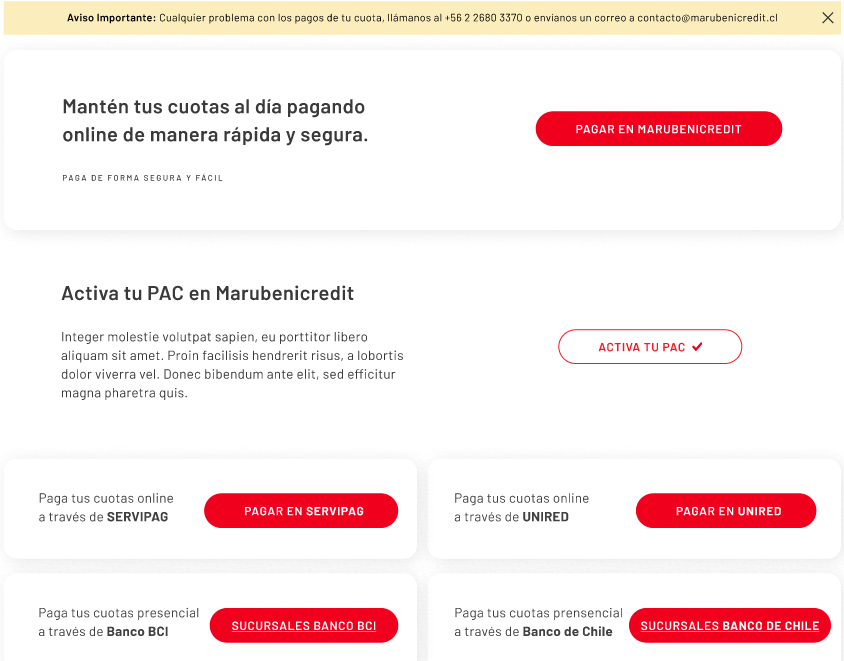 Aviso Importante: Cualquier problema con los pagos de tu cuota, llámanos al +56 2 2680 3370 o envíanos un correo a contacto@marubenicredit.cl
Mantén tus cuotas al día pagando
online de manera rápida y segura.
PAGA DE FORMA SEGURA Y FÁCIL
PAGAR EN MARUBENICREDIT
Activa tu PAC en Marubenicredit
Integer molestie volutpat sapien, eu porttitor libero
aliquam sit amet. Proin facilisis hendrerit risus, a lobortis
dolor viverra vel. Donec bibendum ante elit, sed efficitur
magna pharetra quis.
ACTIVA TU PAC
Paga tus cuotas online
a través de SERVIPAG
PAGAR EN SERVIPAG
Paga tus cuotas online
a través de UNIRED
PAGAR EN UNIRED
Paga tus cuotas presencial
a través de Banco BCI
SUCURSALES BANCO BCI
Paga tus cuotas prensencial
a través de Banco de Chile
SUCURSALES BANCO DE CHILE